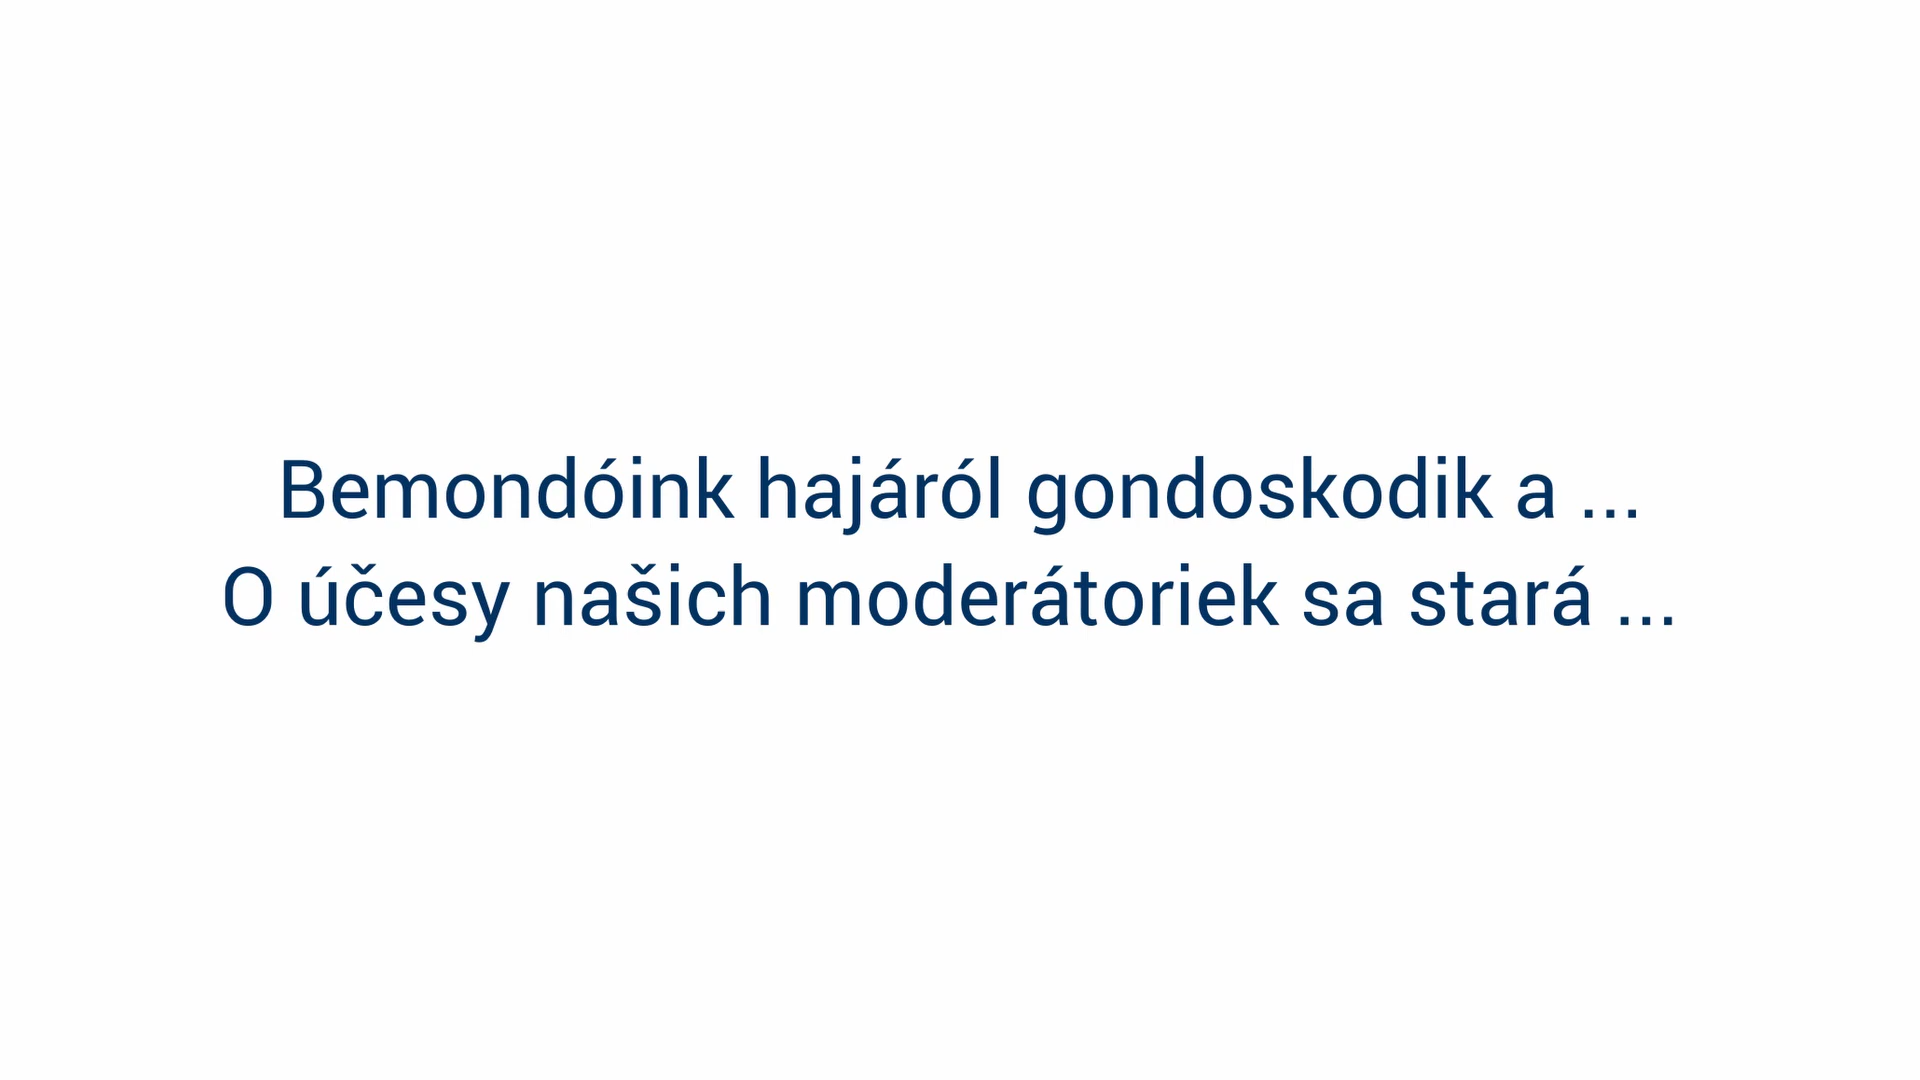 Bemondóink hajáról gondoskodik a ...
O účesy našich moderátoriek sa stará ...